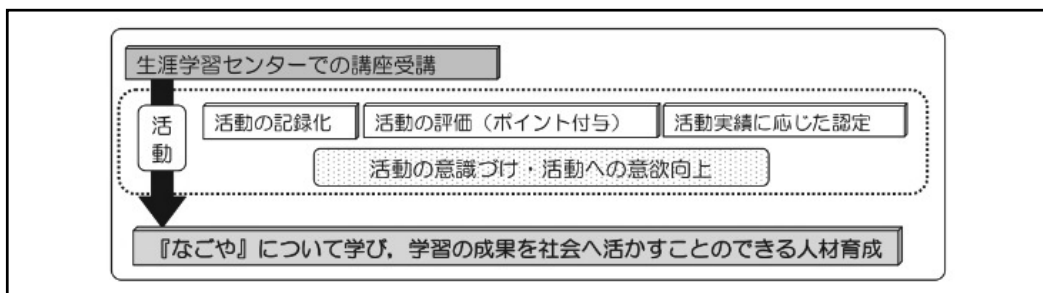 生涯学習センターでの講座受講
活動
活動の記録化
活動の評価（ポイント付与）
活動実績に応じた認定
活動の意識づけ・活動への意欲向上
『なごや』について学び，学習の成果を社会へ活かすことのできる人材育成